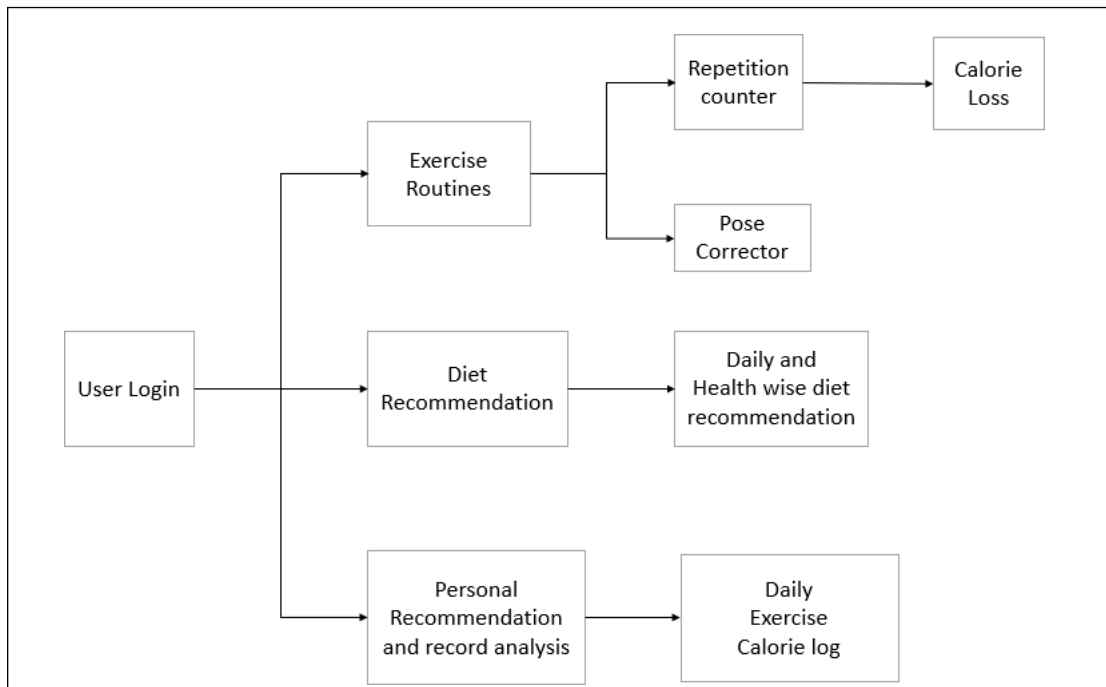 Repetition
counter
Calorie
Loss
Exercise
Routines
Pose
Corrector
User Login
Diet
Recommendation
Daily and
Health wise diet
recommendation
Personal
Recommendation
and record analysis
Daily
Exercise
Calorie log